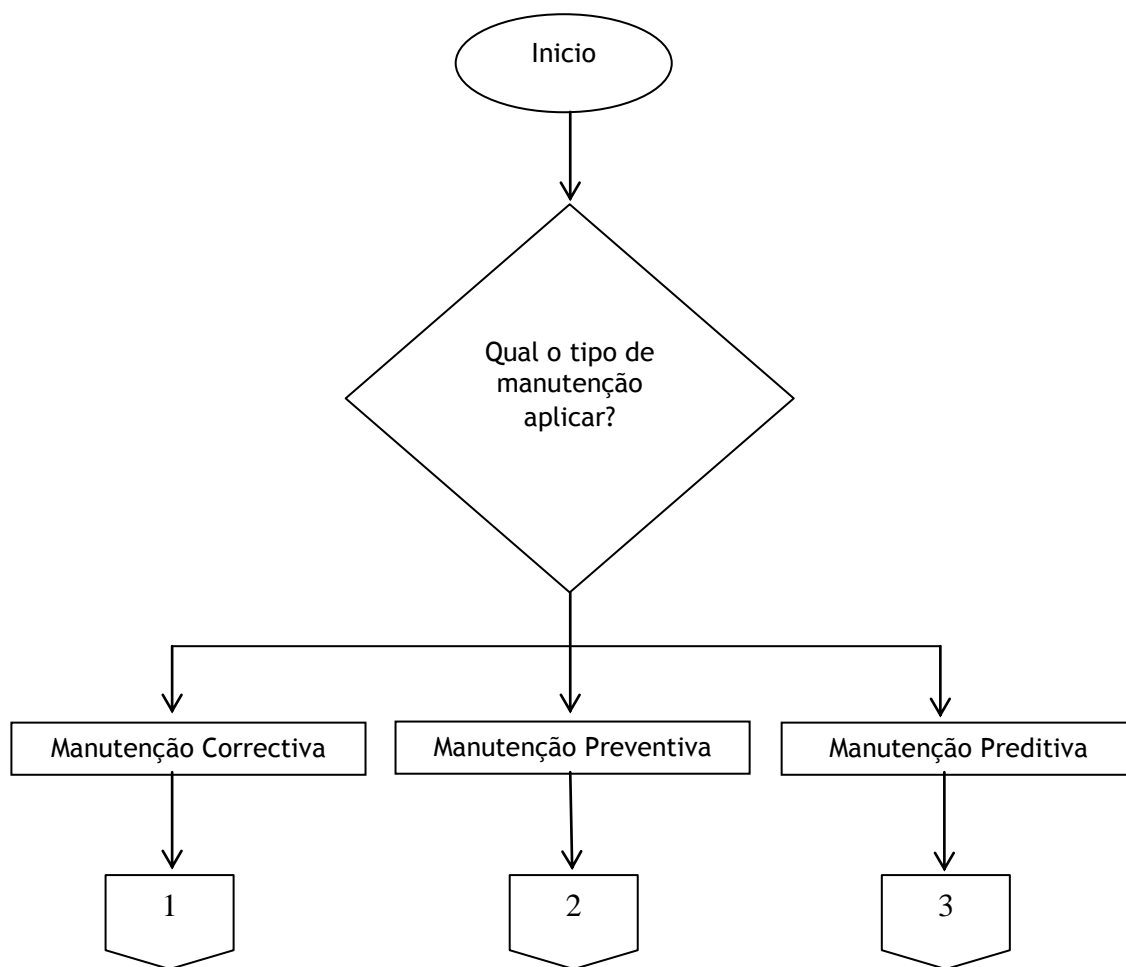 Inicio
Qual o tipo de
manutenção
aplicar?
Manutenção Correctiva
Manutenção Preventiva
Manutenção Preditiva
1
2
3